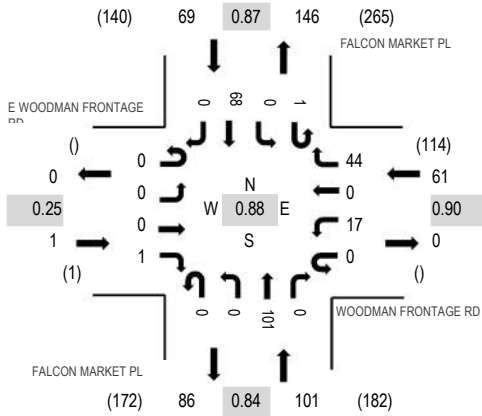 (140) 69 0.87 146 (265)
FALCON MARKET PL
E WOODMAN FRONTAGE
RD
0 68 0 1
() (114)
0 0 44 61
0.25 0 N 0 0.90
W 0.88 E
0 S 17
1 1 0 0
(1) ()
0 0 101 0
WOODMAN FRONTAGE RD
FALCON MARKET PL
(172) 86 0.84 101 (182)